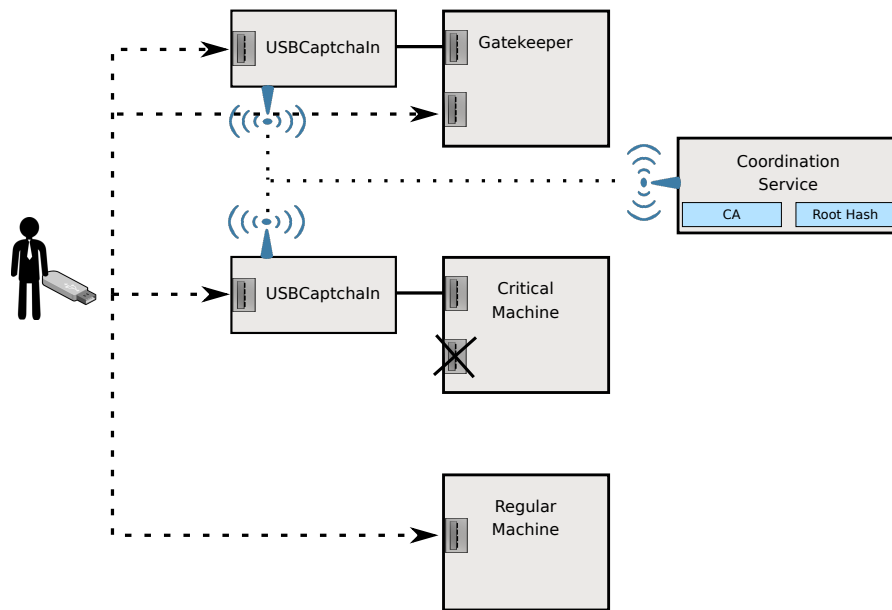 USBCaptchaIn
Gatekeeper
Coordination
Service
CA
Root Hash
USBCaptchaIn
Critical
Machine
Regular
Machine